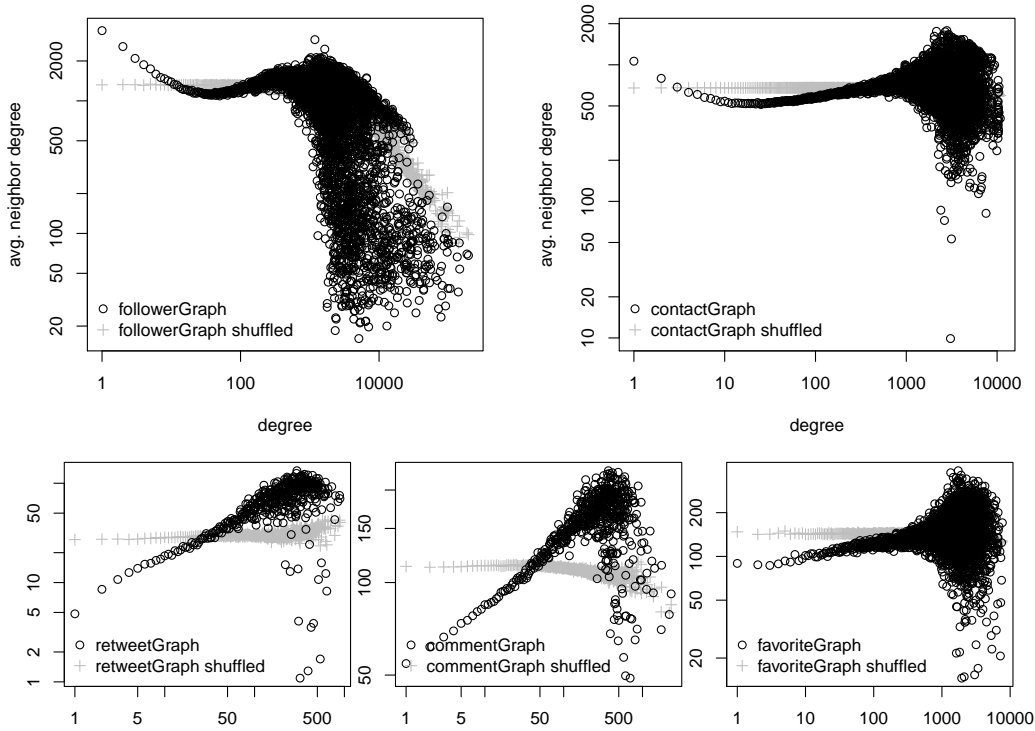 avg. neighbor degree
2000
500
100
50
20
followerGraph
followerGraph shuffled
1 100 10000
degree
avg. neighbor degree
2000
500
200
100
50
20
10
contactGraph
contactGraph shuffled
1 10 100 1000 10000
degree
50
10
5
2
1
retweetGraph
retweetGraph shuffled
1 5 50 500
150
100
50
commentGraph
commentGraph shuffled
1 5 50 500
200
100
50
20
favoriteGraph
favoriteGraph shuffled
1 10 100 1000 10000